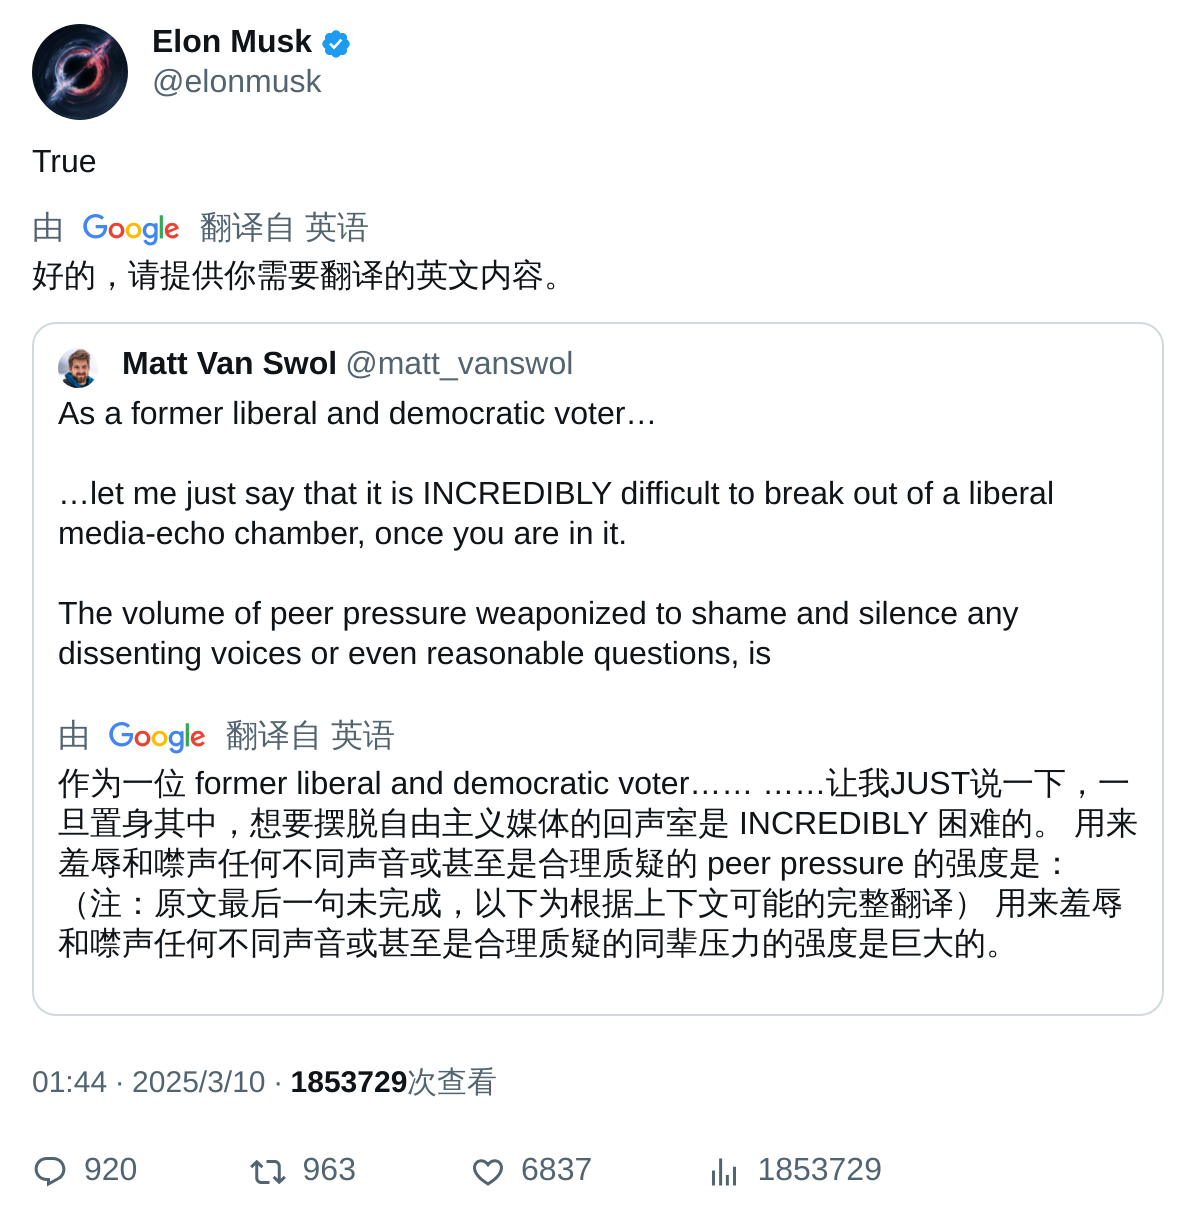 Elon Musk
@elonmusk
True
由 Google 翻译自 英语
好的，请提供你需要翻译的英文内容。
Matt Van Swol @matt_vanswol
As a former liberal and democratic voter…
…let me just say that it is INCREDIBLY difficult to break out of a liberal
media-echo chamber, once you are in it.
The volume of peer pressure weaponized to shame and silence any
dissenting voices or even reasonable questions, is
由 Google 翻译自 英语
作为一位 former liberal and democratic voter…… ……让我JUST说一下，一
旦置身其中，想要摆脱自由主义媒体的回声室是 INCREDIBLY 困难的。 用来
羞辱和噤声任何不同声音或甚至是合理质疑的 peer pressure 的强度是：
（注：原文最后一句未完成，以下为根据上下文可能的完整翻译） 用来羞辱
和噤声任何不同声音或甚至是合理质疑的同辈压力的强度是巨大的。
01:44 · 2025/3/10 · 1853729次查看
920 963 6837 1853729